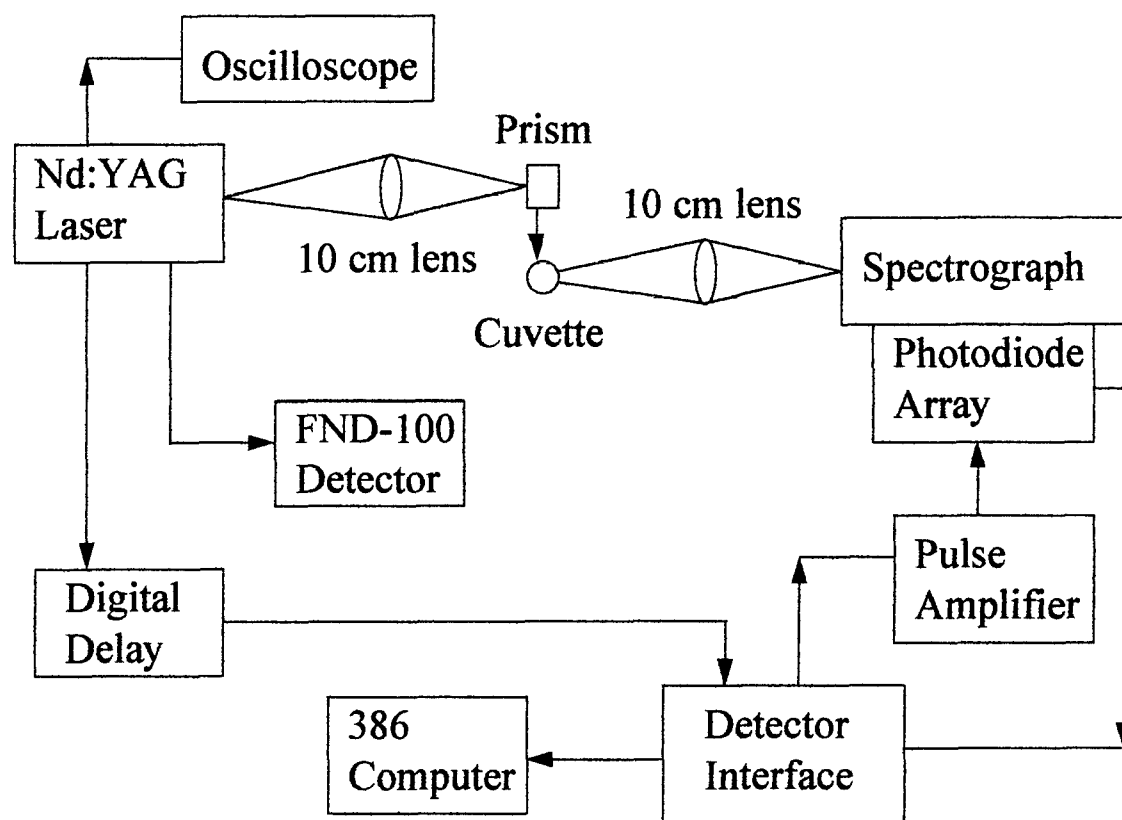 Oscilloscope
Prism
Nd:YAG
Laser
10 cm lens
10 cm lens
Spectrograph
Cuvette
Photodiode
Array
FND-100
Detector
Pulse
Amplifier
Digital
Delay
386
Computer
Detector
Interface